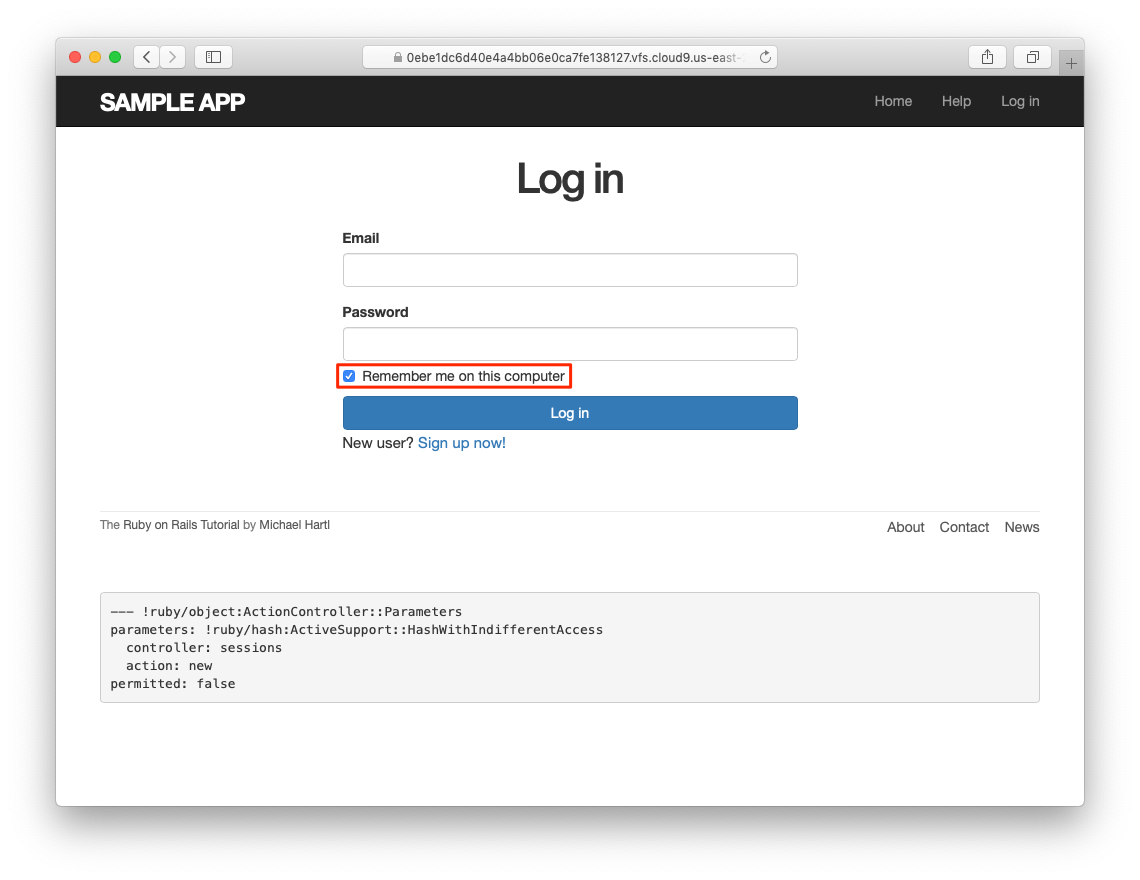 0ebe1dc6d40e4a4bb06e0ca7fe138127.vfs.cloud9.us-east-
SAMPLE APP
Home Help Log in
Log in
Email
Password
Remember me on this computer
Log in
New user? Sign up now!
The Ruby on Rails Tutorial by Michael Hartl
About Contact News
--- !ruby/object:ActionController::Parameters
parameters: !ruby/hash:ActiveSupport::HashWithIndifferentAccess
  controller: sessions
  action: new
permitted: false